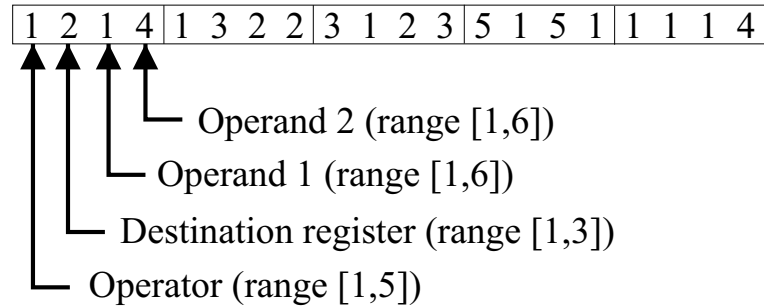 1 2 1 4 1 3 2 2 3 1 2 3 5 1 5 1 1 1 1 4
Operand 2 (range [1,6])
Operand 1 (range [1,6])
Destination register (range [1,3])
Operator (range [1,5])